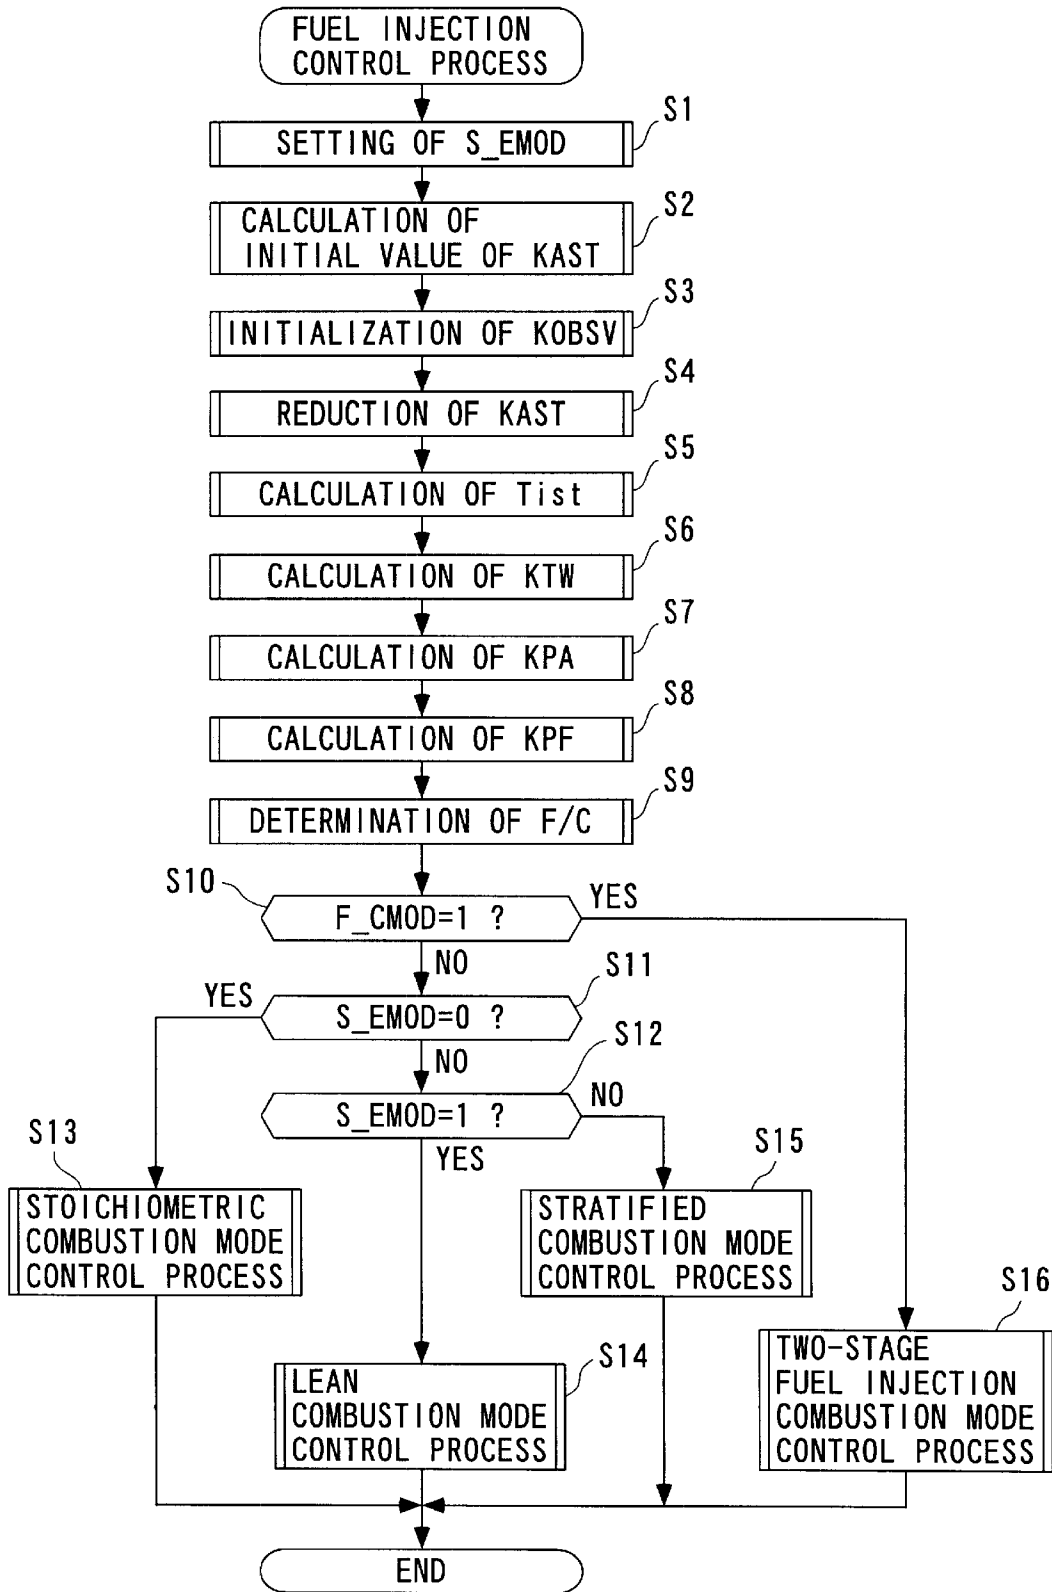 FUEL INJECTION
CONTROL PROCESS
S1
SETTING OF S_EMOD
S2
CALCULATION OF
INITIAL VALUE OF KAST
S3
INITIALIZATION OF KOBSV
S4
REDUCTION OF KAST
S5
CALCULATION OF Tist
S6
CALCULATION OF KTW
S7
CALCULATION OF KPA
S8
CALCULATION OF KPF
S9
DETERMINATION OF F/C
S10
F_CMOD=1 ?
YES
NO
S11
YES
S_EMOD=0 ?
NO
S12
S_EMOD=1 ?
NO
YES
S13
STOICHIOMETRIC
COMBUSTION MODE
CONTROL PROCESS
S15
STRATIFIED
COMBUSTION MODE
CONTROL PROCESS
S14
LEAN
COMBUSTION MODE
CONTROL PROCESS
S16
TWO-STAGE
FUEL INJECTION
COMBUSTION MODE
CONTROL PROCESS
END